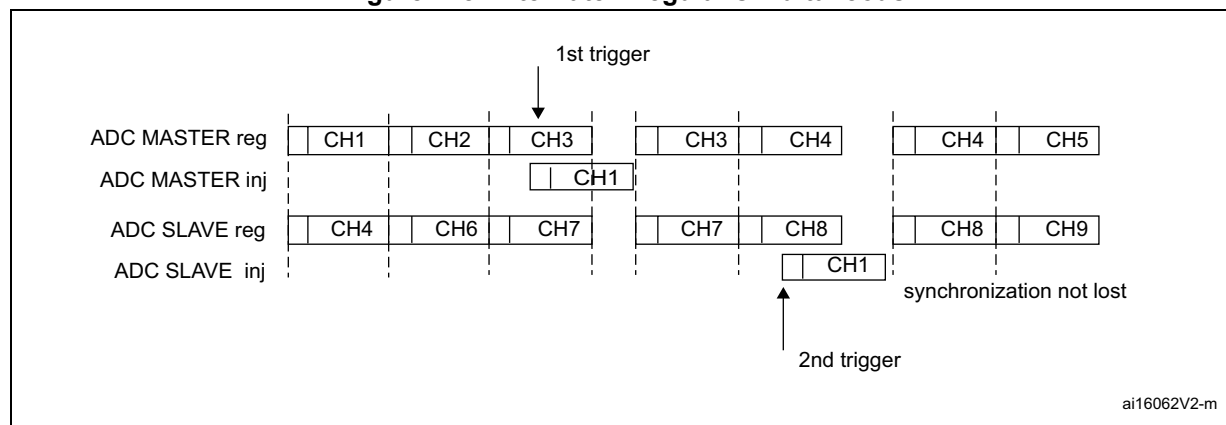 1st trigger
ADC MASTER reg CH1 CH2 CH3 CH3 CH4 CH4 CH5
ADC MASTER inj CH1
ADC SLAVE reg CH4 CH6 CH7 CH7 CH8 CH8 CH9
ADC SLAVE inj CH1
synchronization not lost
2nd trigger
ai16062V2-m